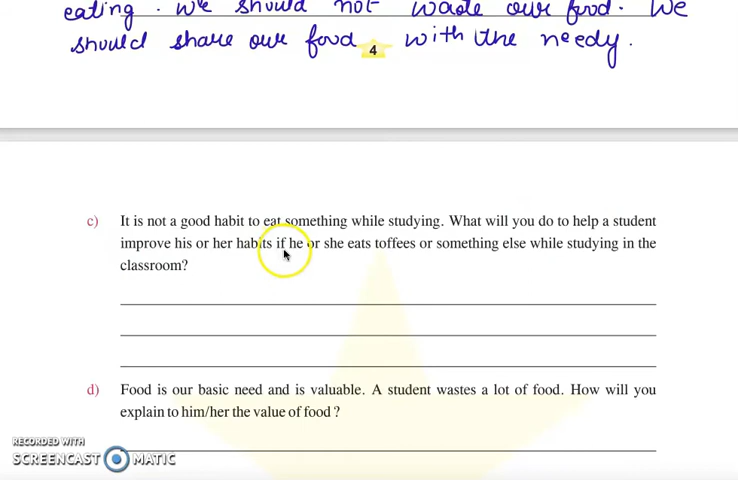 eating. We should not waste our food. We
should share our food with the needy.
4
c) It is not a good habit to eat something while studying. What will you do to help a student
improve his or her habits if he or she eats toffees or something else while studying in the
classroom?
d) Food is our basic need and is valuable. A student wastes a lot of food. How will you
explain to him/her the value of food ?
RECORDED WITH
SCREENCAST MATIC